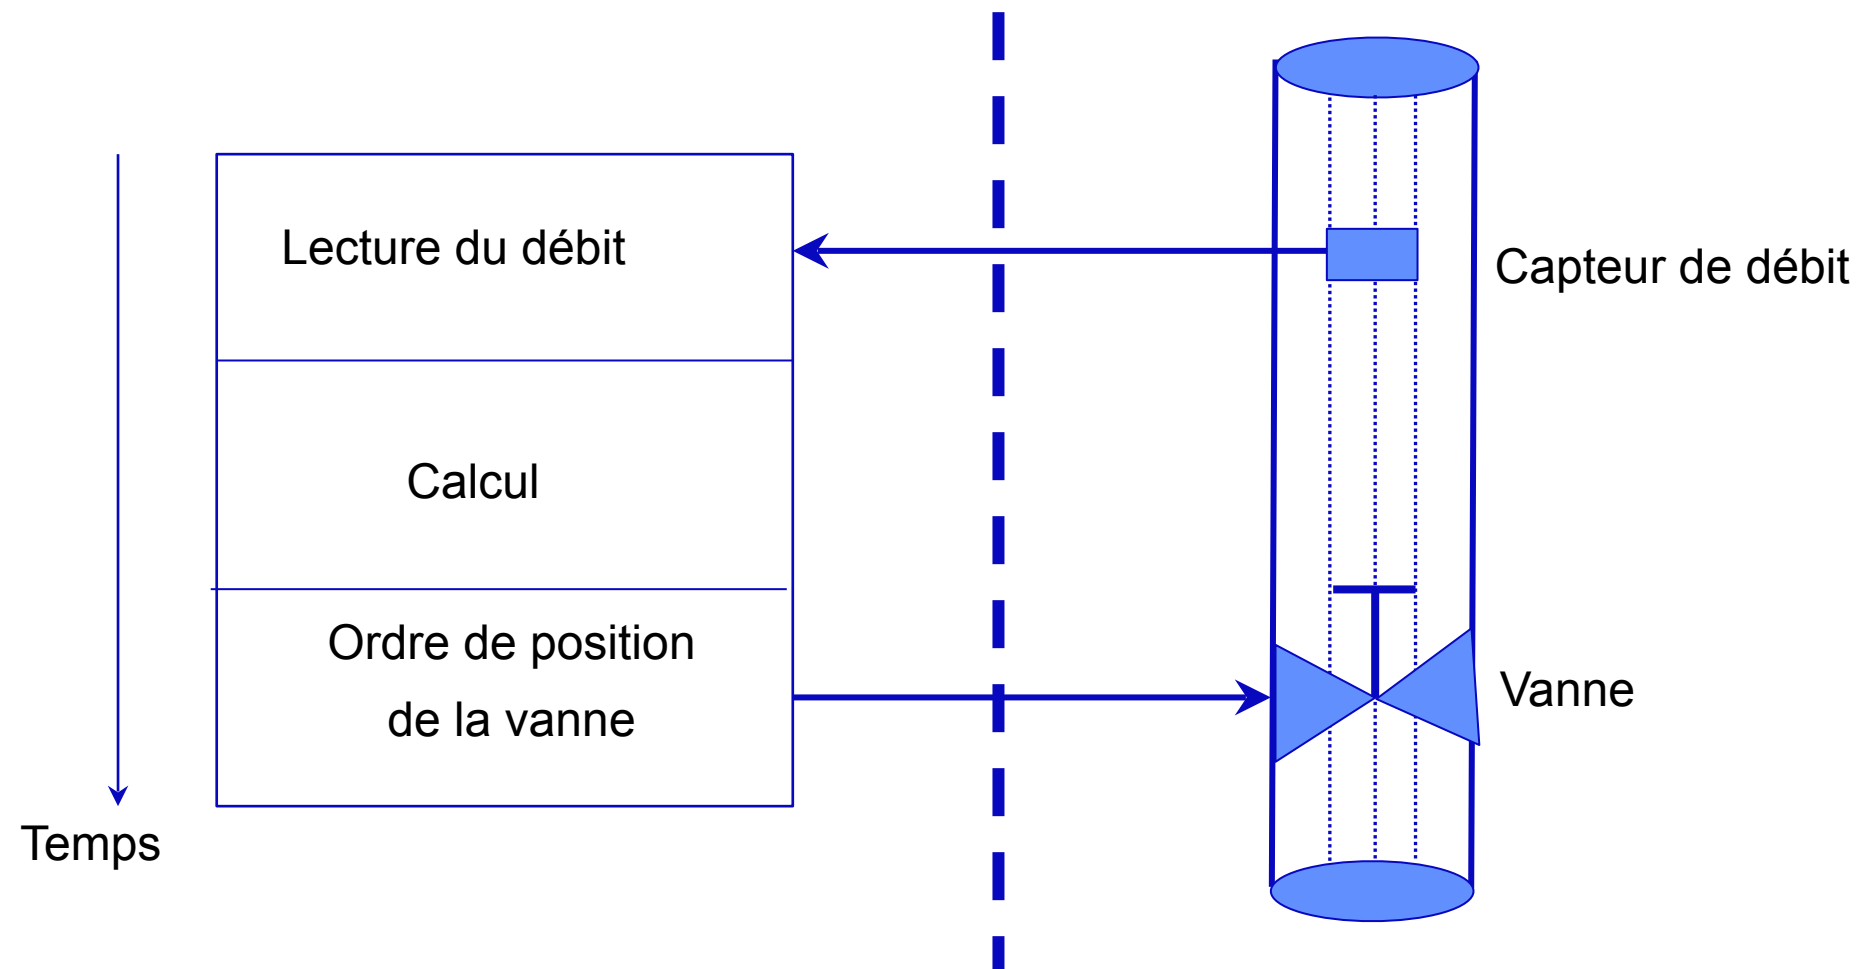 Lecture du débit
Capteur de débit
Calcul
Ordre de position
de la vanne
Vanne
Temps